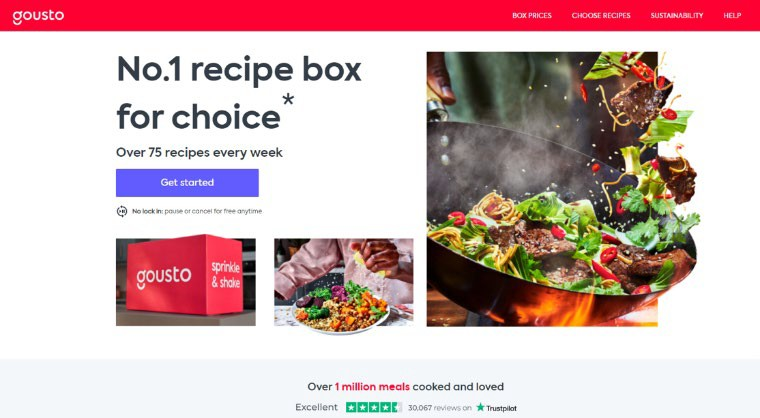 gousto
BOX PRICES
CHOOSE RECIPES
SUSTAINABILITY
HELP
No.1 recipe box
for choice*
Over 75 recipes every week
Get started
No lock in: pause or cancel for free anytime
gousto
sprinkle
& shake
Over 1 million meals cooked and loved
Excellent 30,067 reviews on Trustpilot